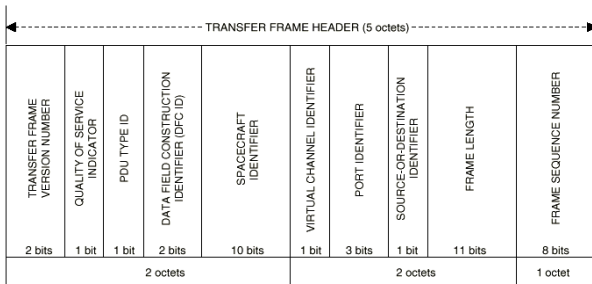 TRANSFER FRAME HEADER (5 octets)
TRANSFER FRAME
VERSION NUMBER
QUALITY OF SERVICE
INDICATOR
PDU TYPE ID
DATA FIELD CONSTRUCTION
IDENTIFIER (DFC ID)
SPACECRAFT
IDENTIFIER
VIRTUAL CHANNEL IDENTIFIER
PORT IDENTIFIER
SOURCE-OR-DESTINATION
IDENTIFIER
FRAME LENGTH
FRAME SEQUENCE NUMBER
2 bits 1 bit 1 bit 2 bits 10 bits 1 bit 3 bits 1 bit 11 bits 8 bits
2 octets 2 octets 1 octet